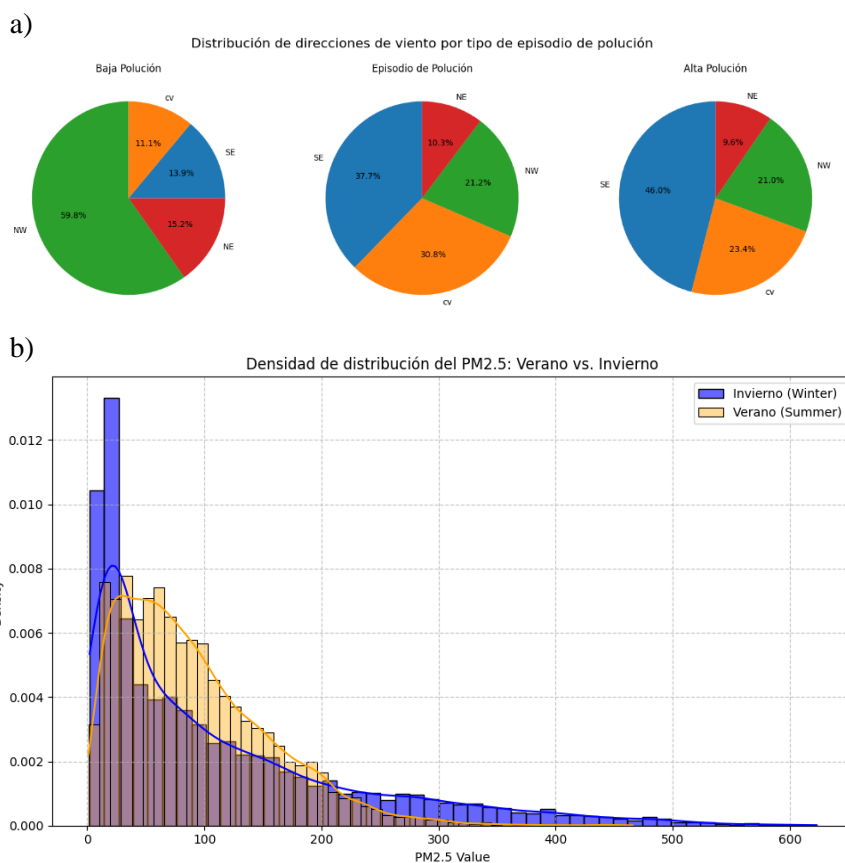 a)
Distribución de direcciones de viento por tipo de episodio de polución
Baja Polución
Episodio de Polución
Alta Polución
cv
11.1%
SE
13.9%
NW
59.8%
15.2%
NE
NE
10.3%
SE
37.7%
21.2%
NW
30.8%
cv
NE
9.6%
NW
21.0%
SE
46.0%
23.4%
cv
b)
Densidad de distribución del PM2.5: Verano vs. Invierno
Invierno (Winter)
Verano (Summer)
0.012
0.010
0.008
0.006
0.004
0.002
0.000
0
100
200
300
400
500
600
PM2.5 Value